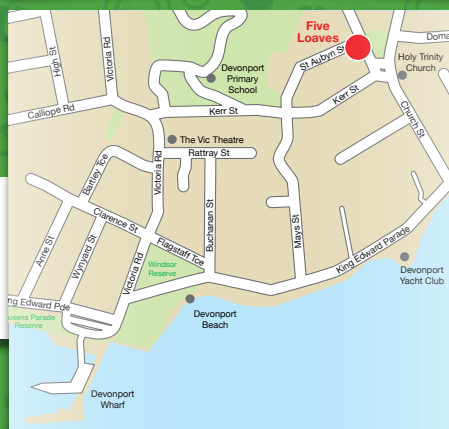 Five
Loaves
Doma
High St
Victoria Rd
St Aubyn St
Devonport
Primary
School
Holy Trinity
Church
Calliope Rd
Kerr St
Kerr St
Church St
The Vic Theatre
Rattray St
Bartley Tce
Victoria Rd
Buchanan St
Mays St
Clarence St
Flagstaff Tce
Anne St
Wynyard St
Victoria Rd
Windsor
Reserve
King Edward Parade
Devonport
Yacht Club
ng Edward Pde
ueens Parade
Reserve
Devonport
Beach
Devonport
Wharf